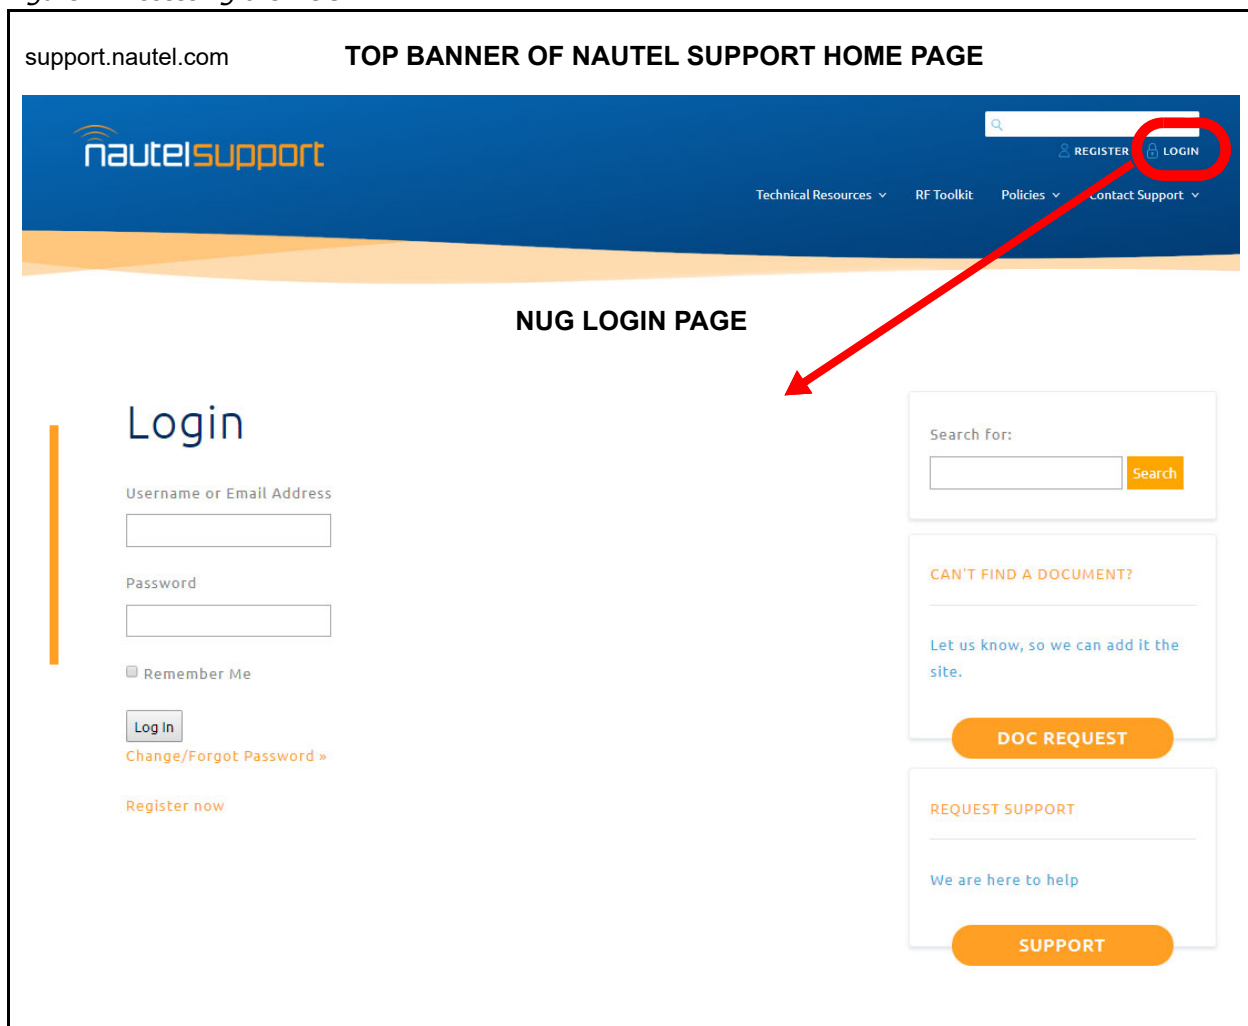 support.nautel.com
TOP BANNER OF NAUTEL SUPPORT HOME PAGE
nautelsupport
REGISTER
LOGIN
Technical Resources
RF Toolkit
Policies
Contact Support
NUG LOGIN PAGE
Login
Username or Email Address
Password
Remember Me
Log In
Change/Forgot Password »
Register now
Search for:
Search
CAN'T FIND A DOCUMENT?
Let us know, so we can add it the
site.
DOC REQUEST
REQUEST SUPPORT
We are here to help
SUPPORT